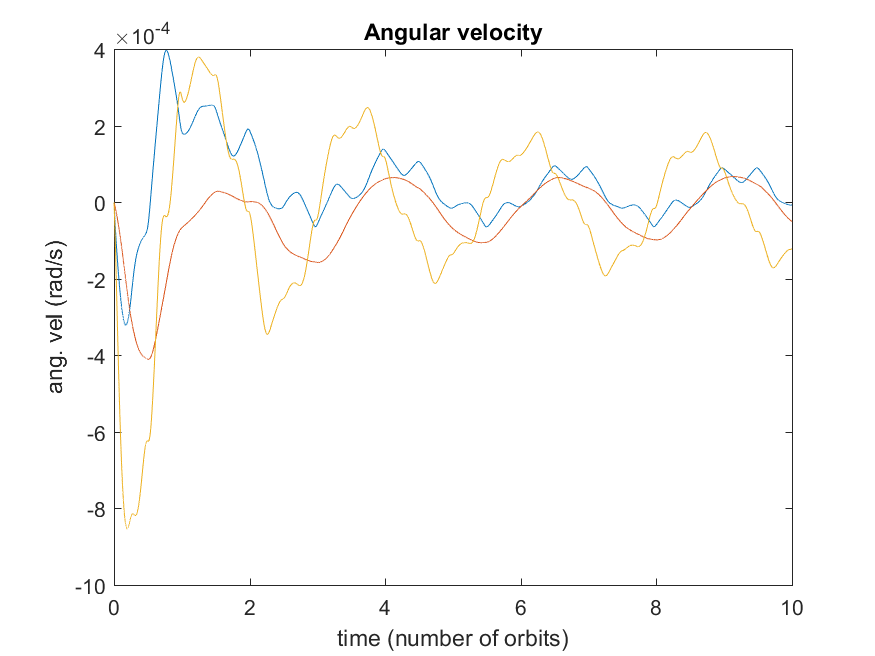 Angular velocity
×10-4
4
2
0
-2
-4
-6
-8
-10
ang. vel (rad/s)
0 2 4 6 8 10
time (number of orbits)